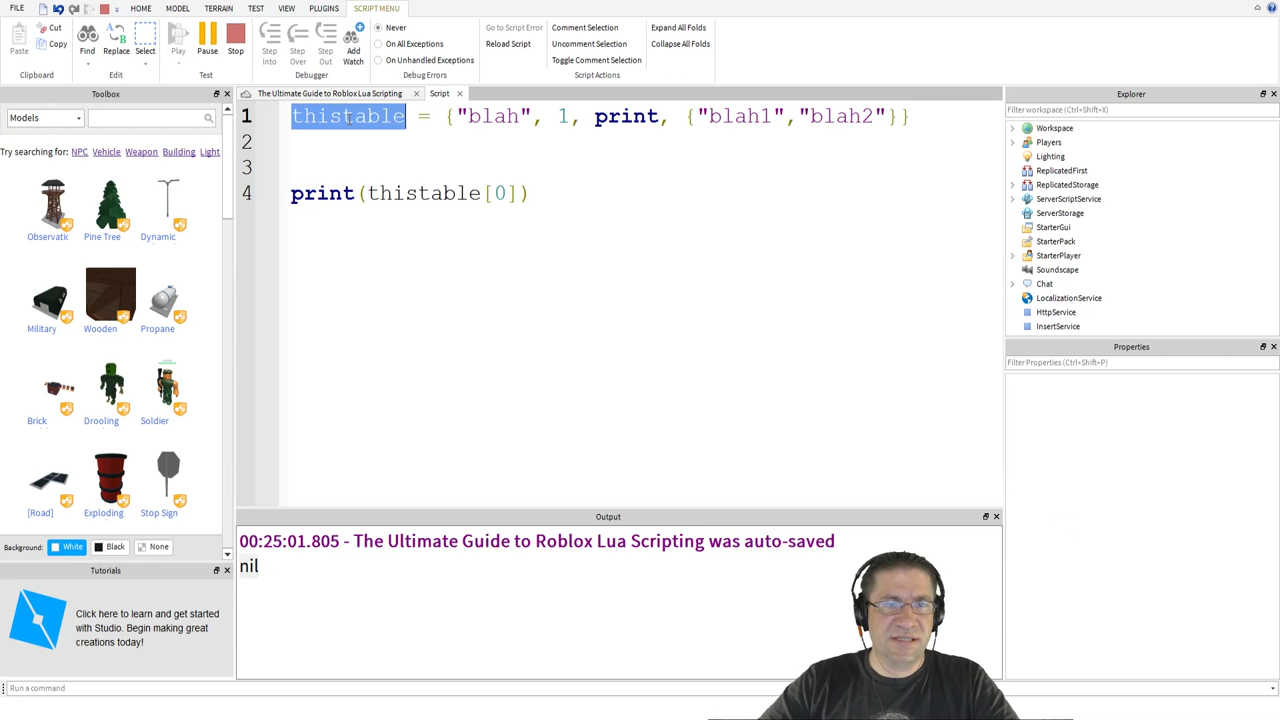 FILE HOME MODEL TERRAIN TEST VIEW PLUGINS SCRIPT MENU
Paste
Cut
Copy
Clipboard
Find
Replace
Select
Edit
Play
Pause
Stop
Test
Step
Into
Step
Over
Step
Out
Add
Watch
Debugger
Never
On All Exceptions
On Unhandled Exceptions
Debug Errors
Go to Script Error
Reload Script
Comment Selection
Uncomment Selection
Toggle Comment Selection
Script Actions
Expand All Folds
Collapse All Folds
Toolbox
Models
Try searching for: NPC Vehicle Weapon Building Light
Observatic Pine Tree Dynamic
Military Wooden Propane
Brick Drooling Soldier
[Road] Exploding Stop Sign
Background: White Black None
Tutorials
Click here to learn and get started
with Studio. Begin making great
creations today!
The Ultimate Guide to Roblox Lua Scripting Script
1 thistable = {"blah", 1, print, {"blah1","blah2"}}
2
3
4 print(thistable[0])
Output
00:25:01.805 - The Ultimate Guide to Roblox Lua Scripting was auto-saved
nil
Explorer
Filter workspace (Ctrl+Shift+X)
Workspace
Players
Lighting
ReplicatedFirst
ReplicatedStorage
ServerScriptService
ServerStorage
StarterGui
StarterPack
StarterPlayer
Soundscape
Chat
LocalizationService
HttpService
InsertService
Properties
Filter Properties (Ctrl+Shift+P)
Run a command